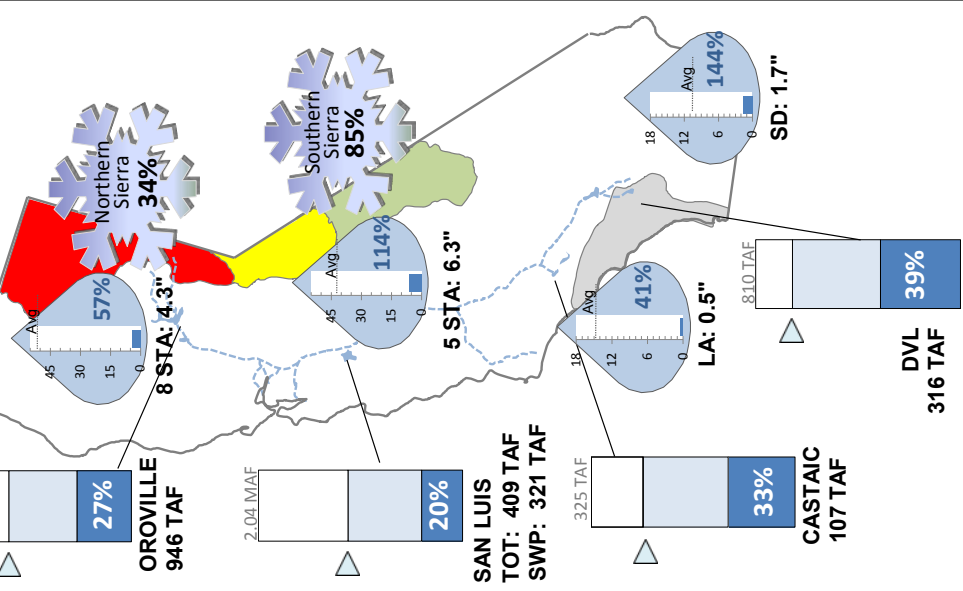 Northern
Sierra
34%
Southern
Sierra
85%
Avg
57%
45
30
15
0
8 STA: 4.3"
Avg
114%
45
30
15
0
5 STA: 6.3"
Avg
144%
18
12
6
0
SD: 1.7"
Avg
41%
18
12
6
0
LA: 0.5"
27%
OROVILLE
946 TAF
2.04 MAF
20%
SAN LUIS
TOT: 409 TAF
SWP: 321 TAF
325 TAF
33%
CASTAIC
107 TAF
810 TAF
39%
DVL
316 TAF